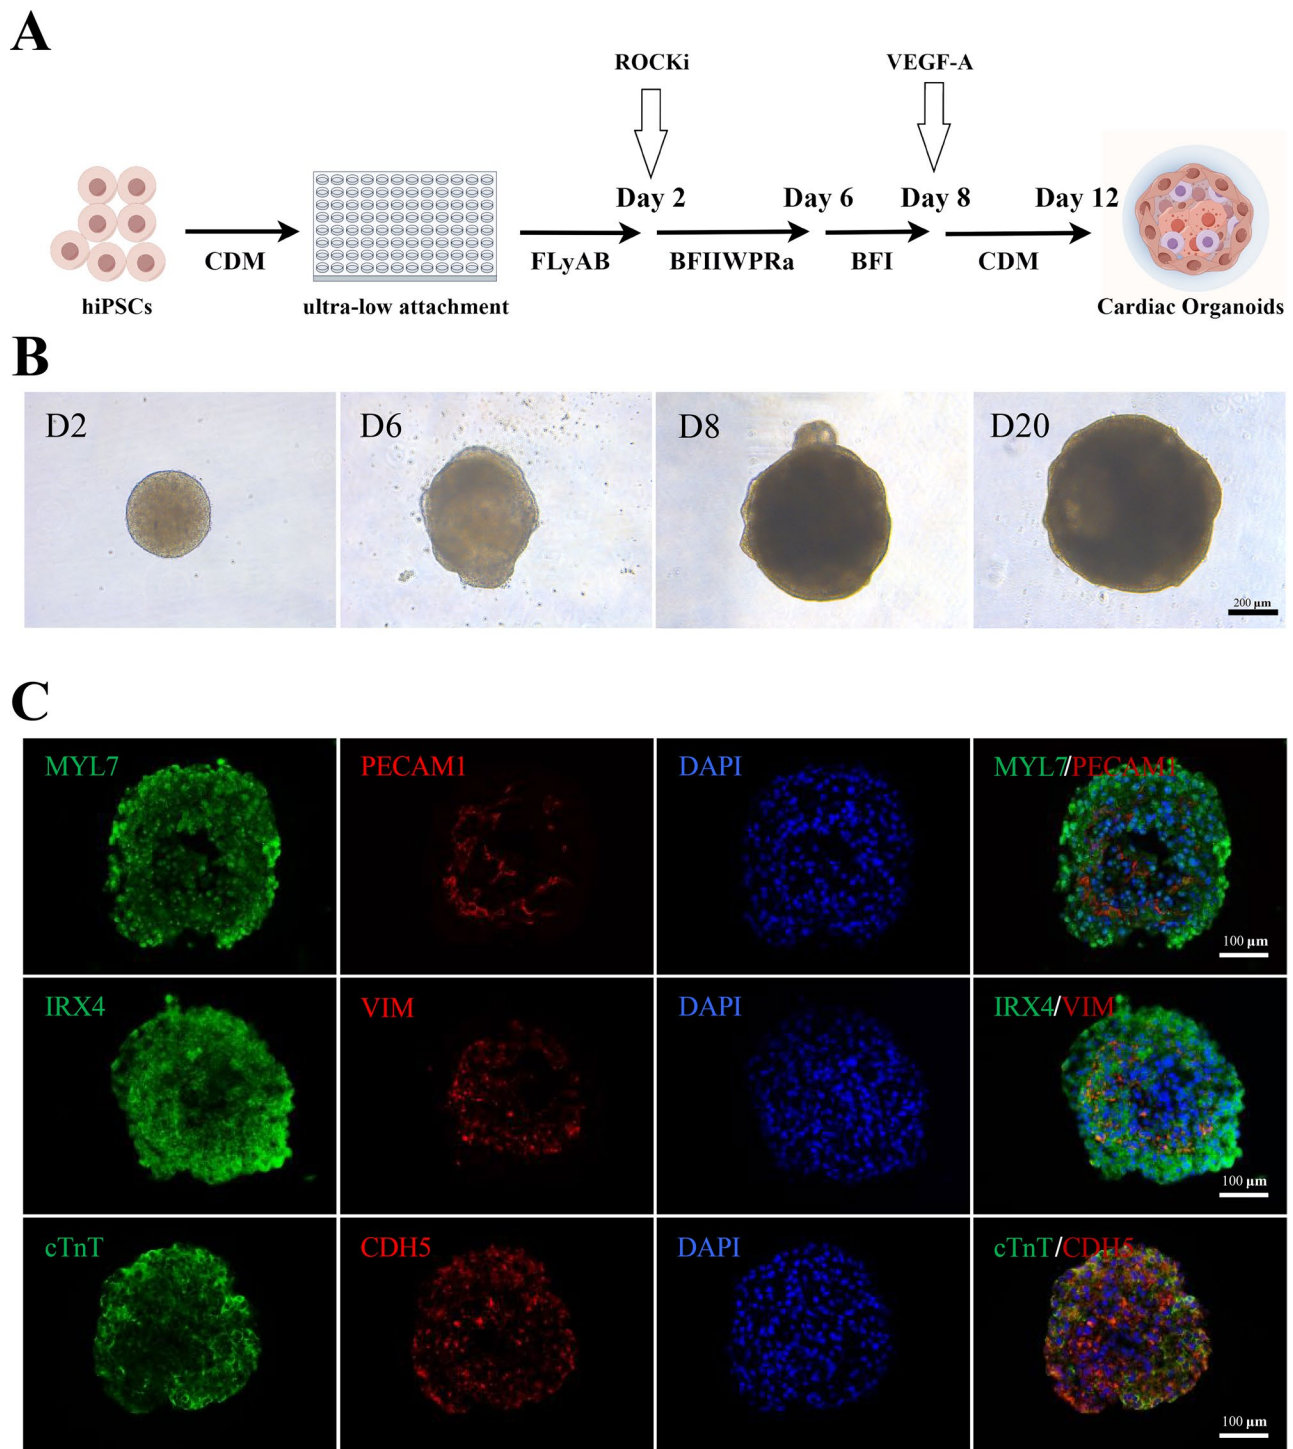 A
ROCKi
VEGF-A
Day 2
Day 6
Day 8
Day 12
CDM
FLyAB
BFIIWPRa
BFI
CDM
hiPSCs
ultra-low attachment
Cardiac Organoids
B
D2
D6
D8
D20
200 µm
C
MYL7
PECAM1
DAPI
MYL7/PECAM1
100 µm
IRX4
VIM
DAPI
IRX4/VIM
100 µm
cTnT
CDH5
DAPI
cTnT/CDH5
100 µm